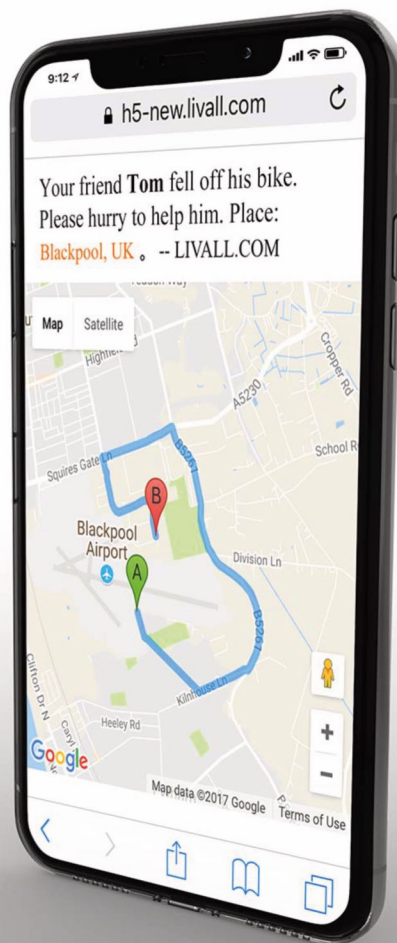 9:12
h5-new.livall.com
Your friend Tom fell off his bike.
Please hurry to help him. Place:
Blackpool, UK 。 -- LIVALL.COM
Map Satellite
A5230
Cropper Rd
School R
Squires Gate Ln
B5261
B
Blackpool
Airport
A
Division Ln
B5261
Kilnhouse Ln
Clifton Dr N
Heeley Rd
Google
Map data ©2017 Google Terms of Use